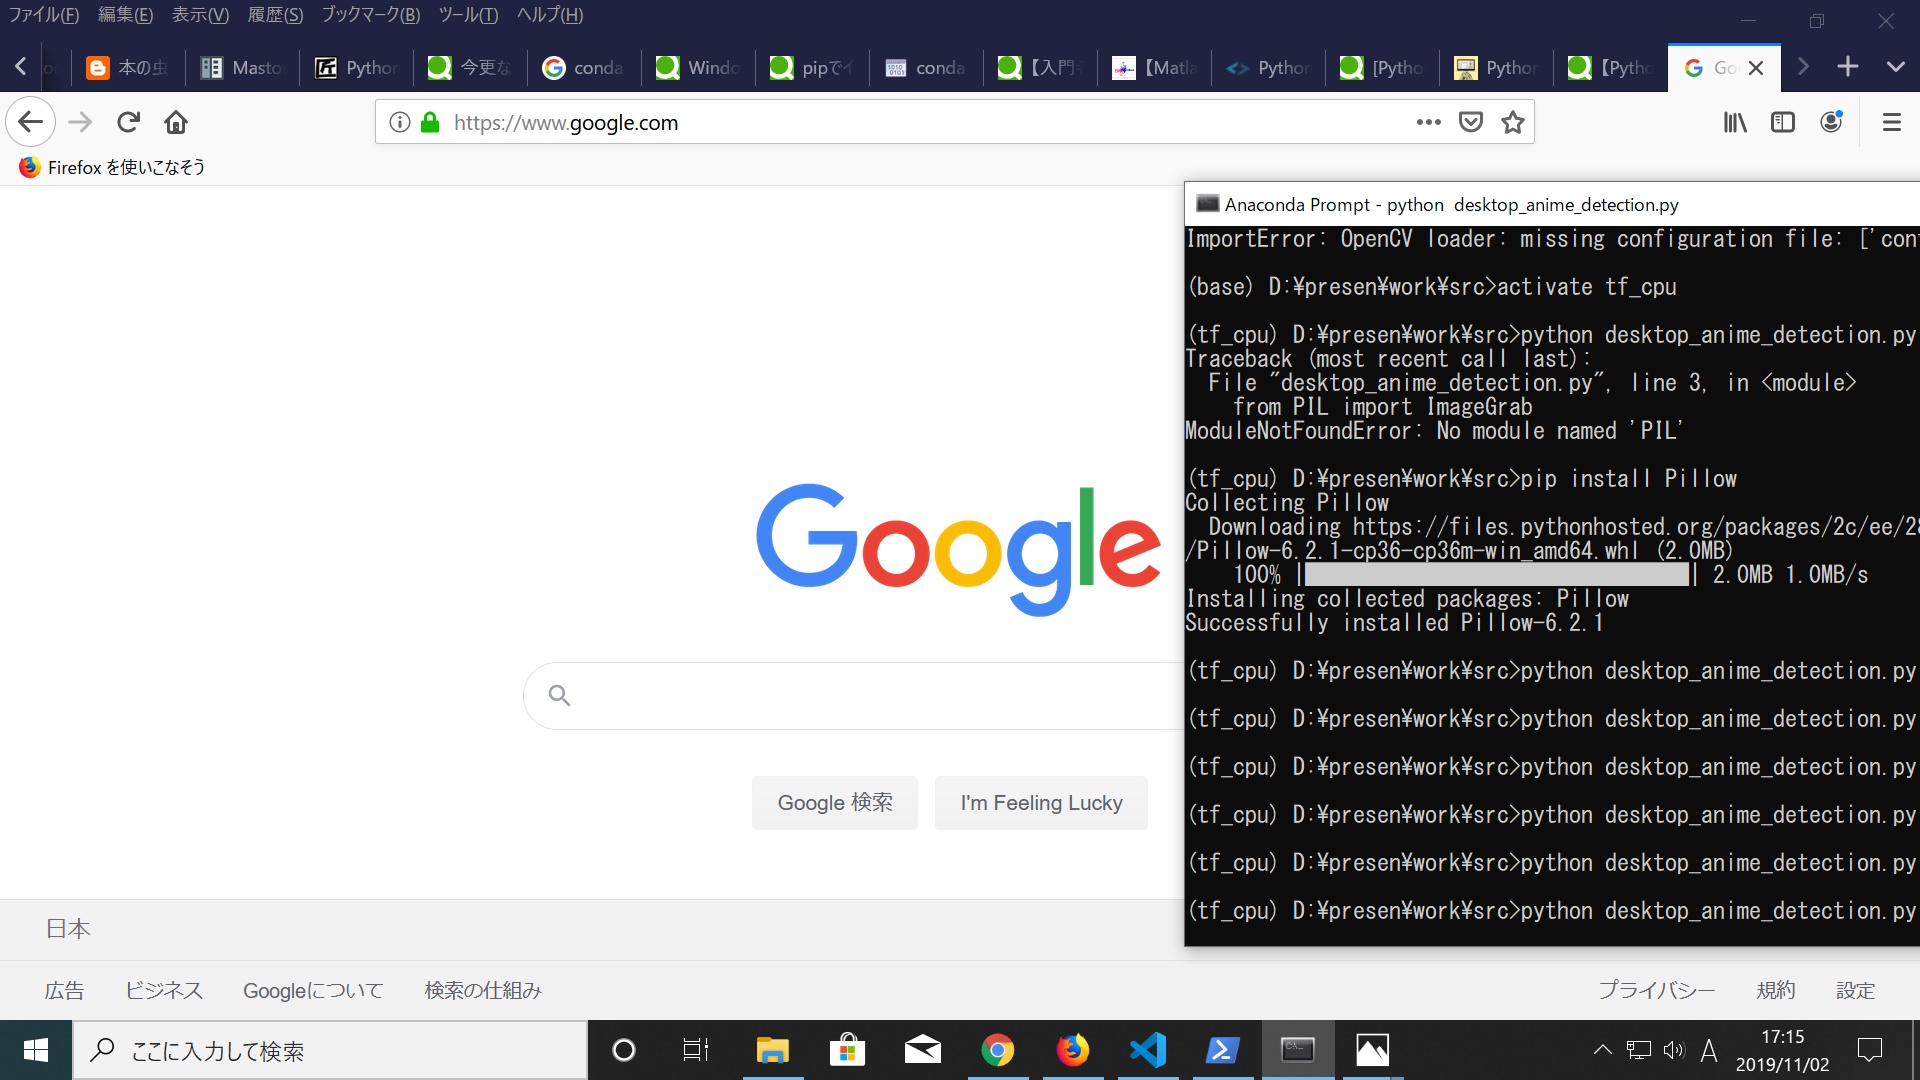 ファイル(F) 編集(E) 表示(V) 履歴(S) ブックマーク(B) ツール(T) ヘルプ(H)
本の虫 Masto Python 今更な conda Windo pipでイ conda 【入門 【Matla Python [Pytho Python 【Pytho Go
https://www.google.com
Firefox を使いこなそう
Anaconda Prompt - python desktop_anime_detection.py
ImportError: OpenCV loader: missing configuration file: ['con
(base) D:¥presen¥work¥src>activate tf_cpu
(tf_cpu) D:¥presen¥work¥src>python desktop_anime_detection.py
Traceback (most recent call last):
File "desktop_anime_detection.py", line 3, in <module>
from PIL import ImageGrab
ModuleNotFoundError: No module named 'PIL'
(tf_cpu) D:¥presen¥work¥src>pip install Pillow
Collecting Pillow
Downloading https://files.pythonhosted.org/packages/2c/ee/2
/Pillow-6.2.1-cp36-cp36m-win_amd64.whl (2.0MB)
100% |████████████████████████████████| 2.0MB 1.0MB/s
Installing collected packages: Pillow
Successfully installed Pillow-6.2.1
(tf_cpu) D:¥presen¥work¥src>python desktop_anime_detection.py
(tf_cpu) D:¥presen¥work¥src>python desktop_anime_detection.py
(tf_cpu) D:¥presen¥work¥src>python desktop_anime_detection.py
(tf_cpu) D:¥presen¥work¥src>python desktop_anime_detection.py
(tf_cpu) D:¥presen¥work¥src>python desktop_anime_detection.py
(tf_cpu) D:¥presen¥work¥src>python desktop_anime_detection.py
Google
Google 検索 I'm Feeling Lucky
日本
広告 ビジネス Googleについて 検索の仕組み プライバシー 規約 設定
ここに入力して検索
A 17:15
2019/11/02